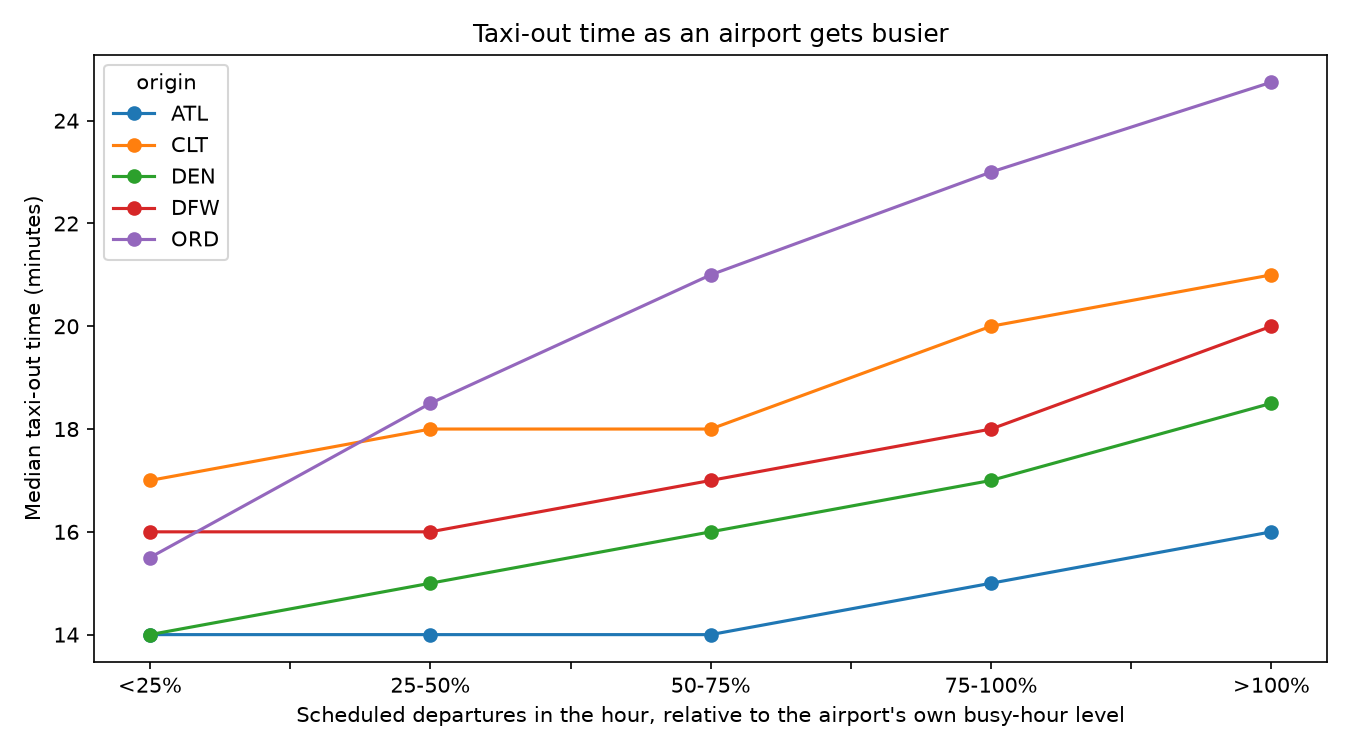 Taxi-out time as an airport gets busier
origin
ATL
CLT
DEN
DFW
ORD
Median taxi-out time (minutes)
24
22
20
18
16
14
<25%
25-50%
50-75%
75-100%
>100%
Scheduled departures in the hour, relative to the airport's own busy-hour level